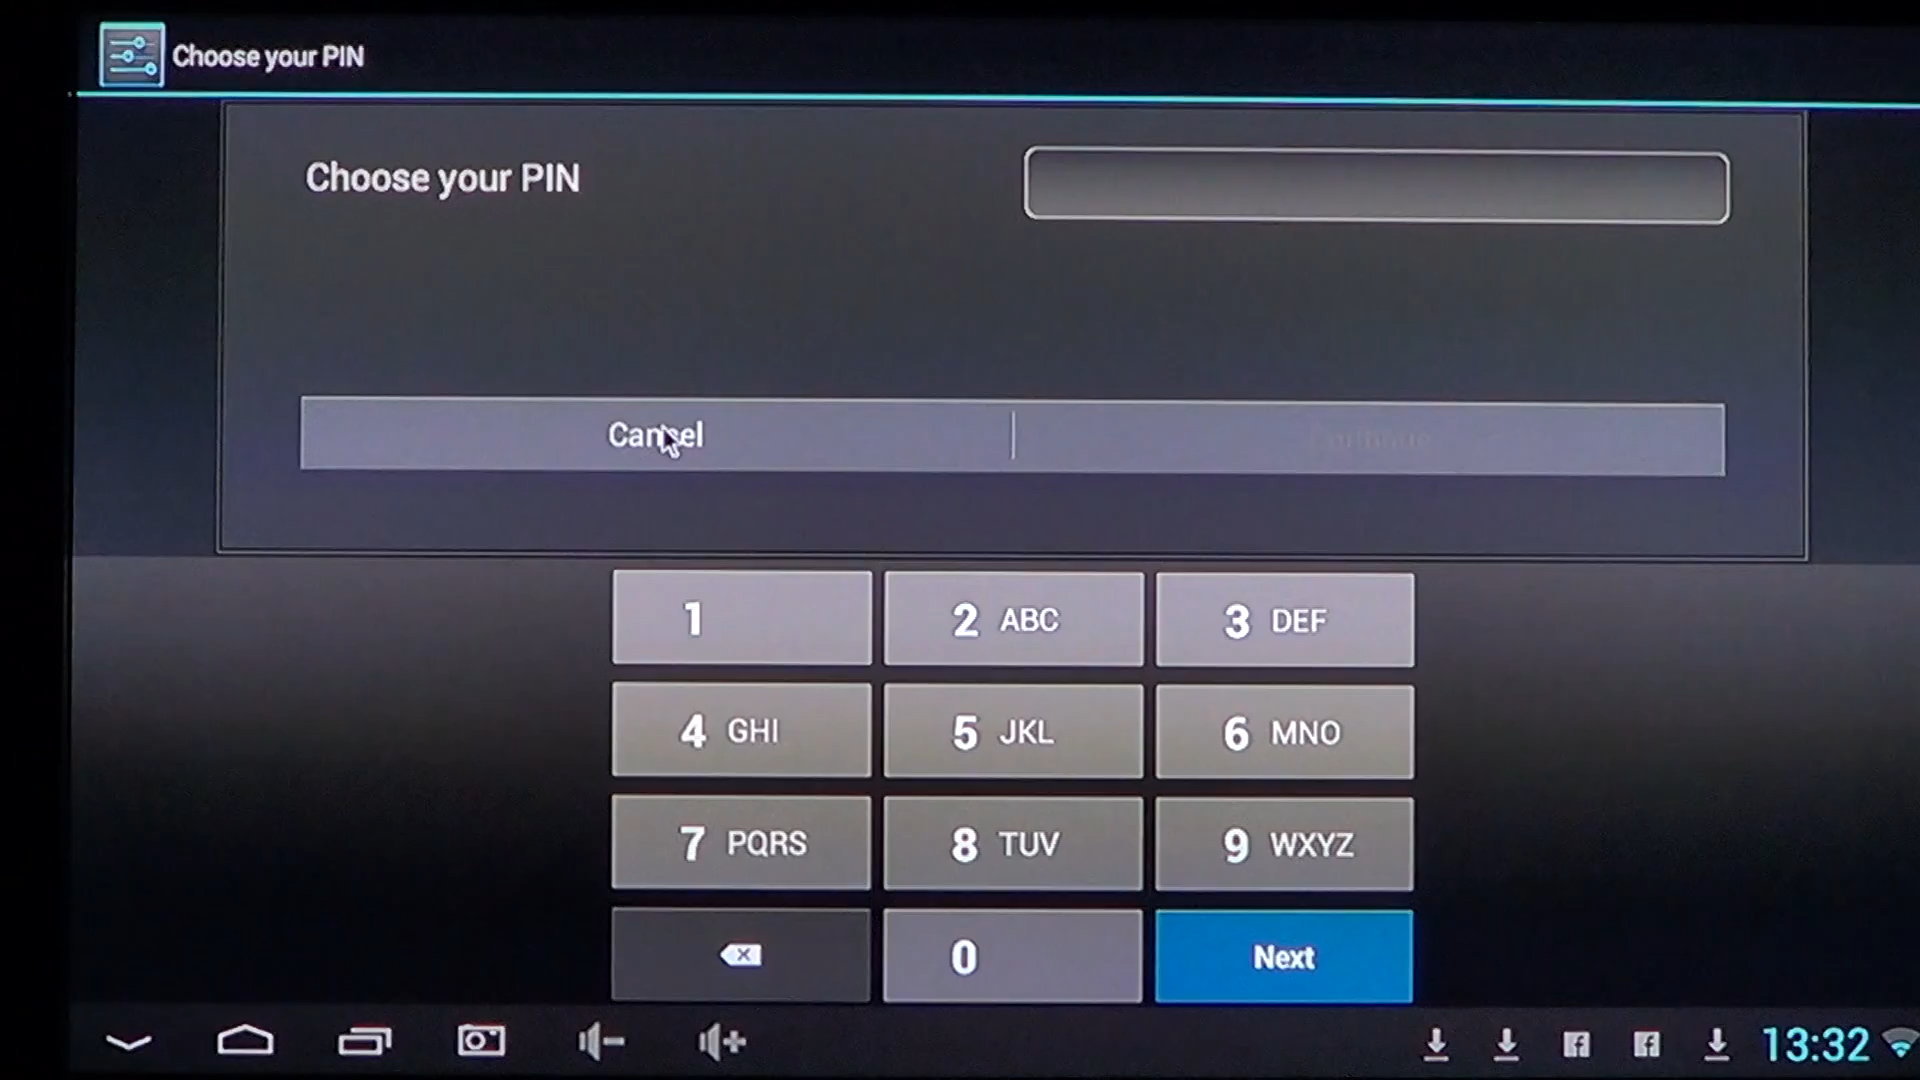 Choose your PIN
Choose your PIN
Cancel
Continue
1
2 ABC
3 DEF
4 GHI
5 JKL
6 MNO
7 PQRS
8 TUV
9 WXYZ
0
Next
13:32